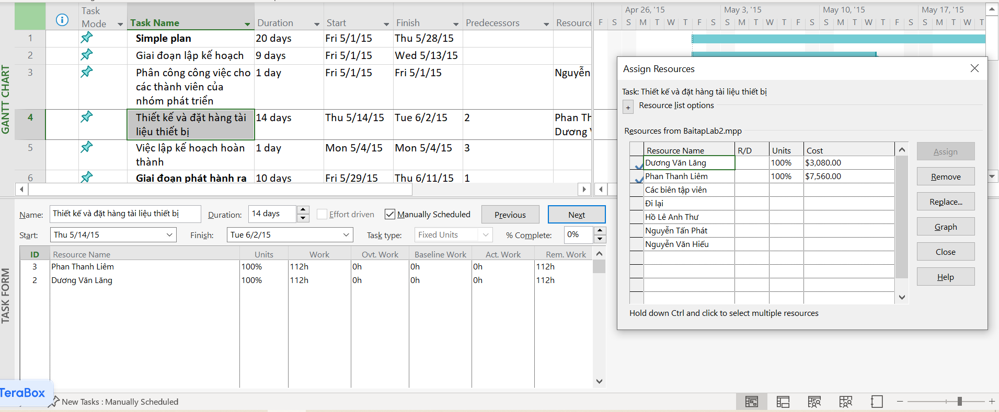 Task
Mode
Task Name
Duration
Start
Finish
Predecessors
Resource
Apr 26, '15
May 3, '15
May 10, '15
May 17, '15
F S S M T W T F S S M T W T F S S M T W T F S S M T W T
1 Simple plan 20 days Fri 5/1/15 Thu 5/28/15
2 Giai đoạn lập kế hoạch 9 days Fri 5/1/15 Wed 5/13/15
3 Phân công công việc cho 1 day Fri 5/1/15 Fri 5/1/15 Nguyễn
các thành viên của
nhóm phát triển
4 Thiết kế và đặt hàng tài 14 days Thu 5/14/15 Tue 6/2/15 2 Phan Th
liệu thiết bị Dương V
5 Việc lập kế hoạch hoàn 1 day Mon 5/4/15 Mon 5/4/15 3
thành
6 Giai đoạn phát hành ra 10 days Fri 5/29/15 Thu 6/11/15 1
GANTT CHART
Name: Thiết kế và đặt hàng tài liệu thiết bị Duration: 14 days Effort driven Manually Scheduled Previous Next
Start: Thu 5/14/15 Finish: Tue 6/2/15 Task type: Fixed Units % Complete: 0%
ID Resource Name Units Work Ovt. Work Baseline Work Act. Work Rem. Work
3 Phan Thanh Liêm 100% 112h 0h 0h 0h 112h
2 Dương Văn Lăng 100% 112h 0h 0h 0h 112h
TASK FORM
Assign Resources
Task: Thiết kế và đặt hàng tài liệu thiết bị
+ Resource list options
Resources from BaitapLab2.mpp
Resource Name R/D Units Cost
Dương Văn Lăng 100% $3,080.00
Phan Thanh Liêm 100% $7,560.00
Các biên tập viên
Đi lại
Hồ Lê Anh Thư
Nguyễn Tấn Phát
Nguyễn Văn Hiếu
Assign
Remove
Replace...
Graph
Close
Help
Hold down Ctrl and click to select multiple resources
TeraBox
New Tasks : Manually Scheduled